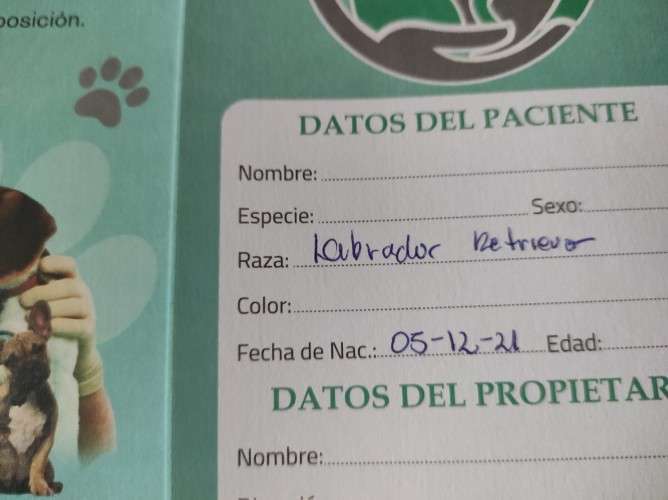 posición.
DATOS DEL PACIENTE
Nombre:
Especie: Sexo:
Raza: Labrador Retriever
Color:
Fecha de Nac.: 05-12-21 Edad:
DATOS DEL PROPIETAR
Nombre: